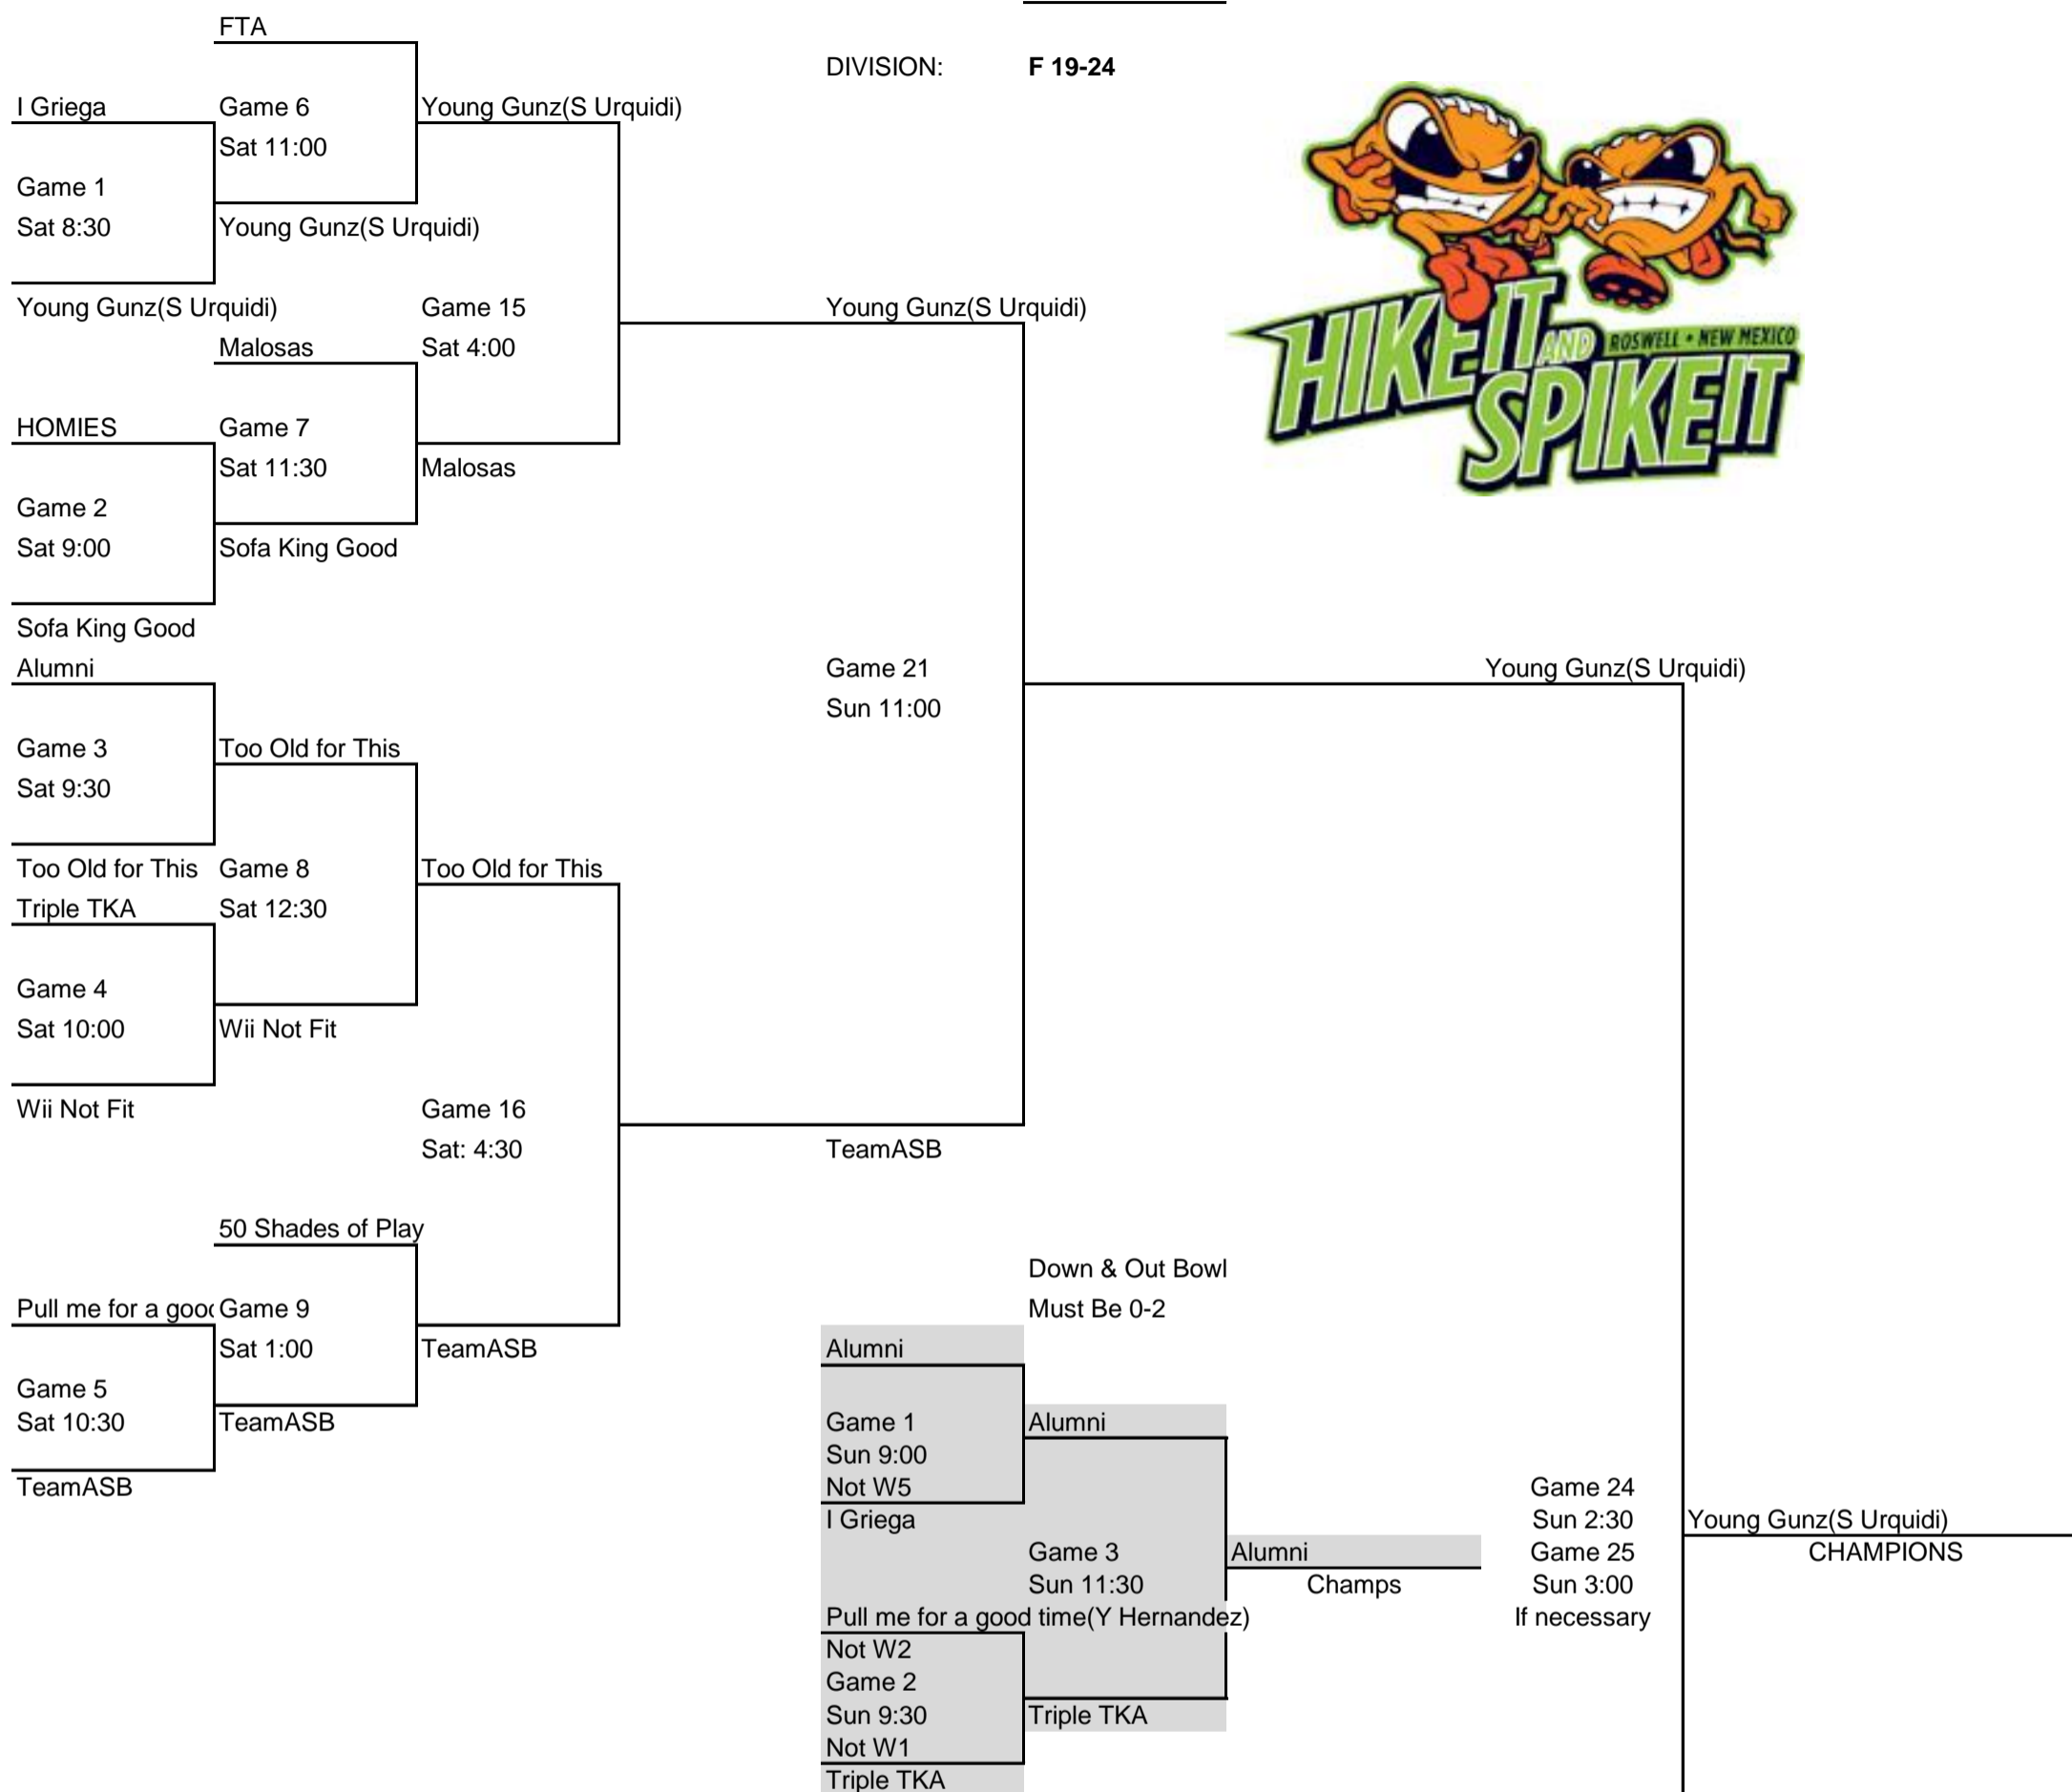 FTA
DIVISION: F 19-24
I Griega
Game 6
Young Gunz(S Urquidi)
Sat 11:00
Game 1
Sat 8:30
Young Gunz(S Urquidi)
Young Gunz(S Urquidi)
Game 15
Young Gunz(S Urquidi)
Malosas
Sat 4:00
HIKE IT AND SPIKE IT
ROSWELL • NEW MEXICO
HOMIES
Game 7
Sat 11:30
Malosas
Game 2
Sat 9:00
Sofa King Good
Sofa King Good
Alumni
Game 21
Young Gunz(S Urquidi)
Sun 11:00
Game 3
Too Old for This
Sat 9:30
Too Old for This
Game 8
Too Old for This
Triple TKA
Sat 12:30
Game 4
Sat 10:00
Wii Not Fit
Wii Not Fit
Game 16
Sat: 4:30
TeamASB
50 Shades of Play
Down & Out Bowl
Pull me for a good
Game 9
Must Be 0-2
Sat 1:00
TeamASB
Alumni
Game 5
Sat 10:30
TeamASB
Game 1
Alumni
Sun 9:00
TeamASB
Not W5
Game 24
I Griega
Sun 2:30
Young Gunz(S Urquidi)
Game 3
Alumni
Game 25
CHAMPIONS
Sun 11:30
Champs
Sun 3:00
Pull me for a good time(Y Hernandez)
If necessary
Not W2
Game 2
Sun 9:30
Triple TKA
Not W1
Triple TKA